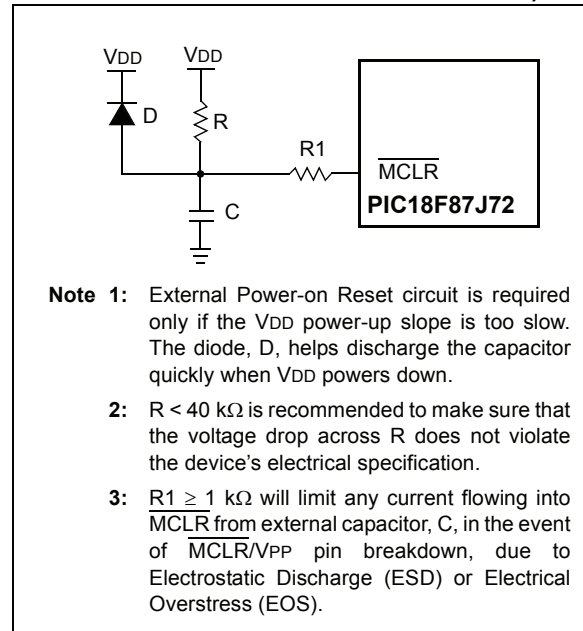 VDD VDD
D
R
R1
C
MCLR
PIC18F87J72
Note 1: External Power-on Reset circuit is required
only if the VDD power-up slope is too slow.
The diode, D, helps discharge the capacitor
quickly when VDD powers down.
2: R < 40 kΩ is recommended to make sure that
the voltage drop across R does not violate
the device's electrical specification.
3: R1 ≥ 1 kΩ will limit any current flowing into
MCLR from external capacitor, C, in the event
of MCLR/VPP pin breakdown, due to
Electrostatic Discharge (ESD) or Electrical
Overstress (EOS).